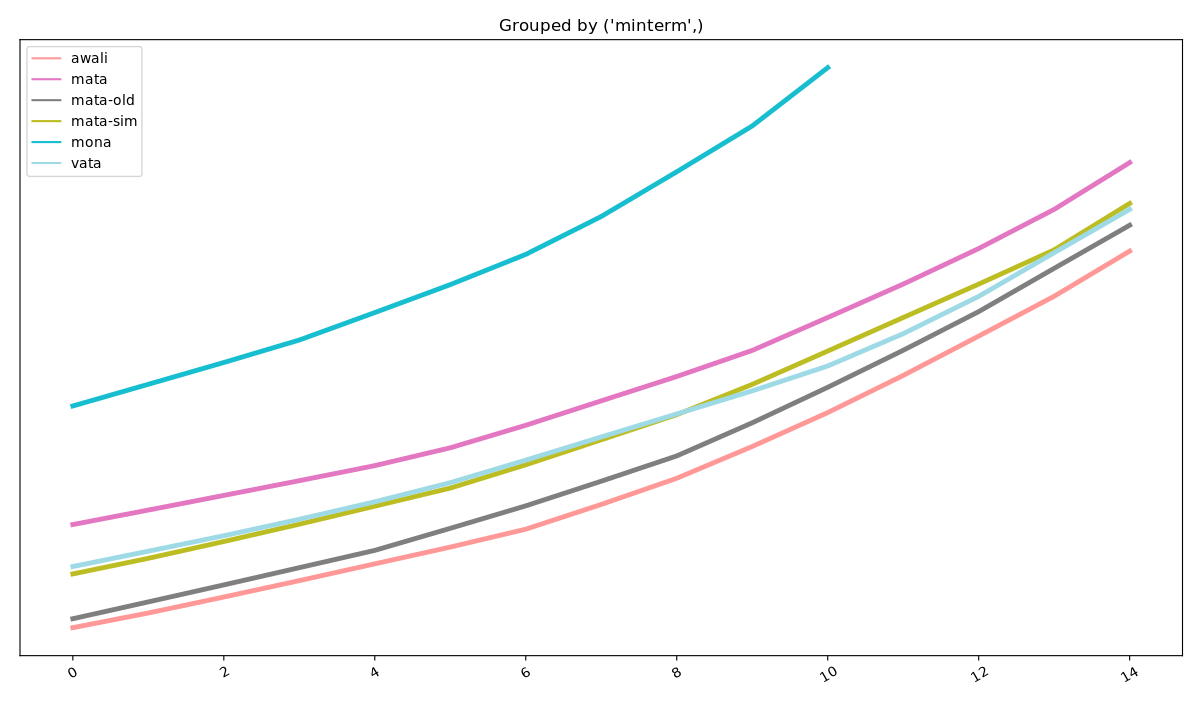 Grouped by ('minterm',)
awali
mata
mata-old
mata-sim
mona
vata
0 2 4 6 8 10 12 14